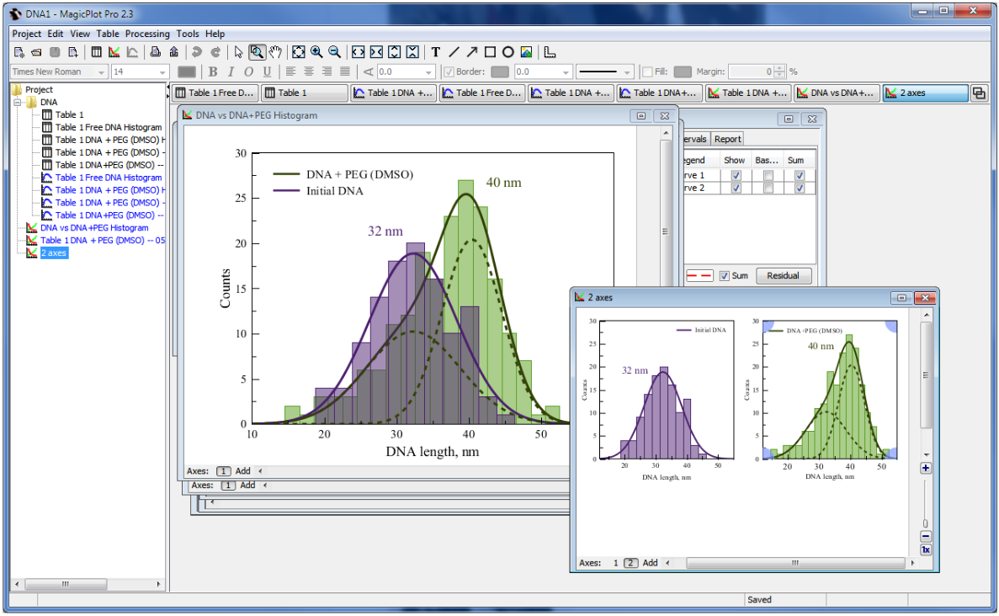 DNA1 - MagicPlot Pro 2.3
Project Edit View Table Processing Tools Help
Times New Roman 14 B I O U 0.0 Border: 0.0 Fill: Margin: 0 %
Table 1 Free D... Table 1 Table 1 DNA +... Table 1 Free D... Table 1 DNA +... Table 1 DNA+... Table 1 DNA +... DNA vs DNA+... 2 axes
Project
DNA
Table 1
Table 1 Free DNA Histogram
Table 1 DNA + PEG (DMSO) H
Table 1 DNA + PEG (DMSO) -
Table 1 DNA+PEG (DMSO) --
Table 1 Free DNA Histogram
Table 1 DNA + PEG (DMSO) H
Table 1 DNA + PEG (DMSO) -
Table 1 DNA+PEG (DMSO) --
DNA vs DNA+PEG Histogram
Table 1 DNA + PEG (DMSO) -- 05
2 axes
DNA vs DNA+PEG Histogram
30
25
20
15
10
5
0
Counts
DNA + PEG (DMSO)
Initial DNA
40 nm
32 nm
10 20 30 40 50
DNA length, nm
Axes: 1 Add
Axes: 1 Add
ervals Report
egend Show Bas... Sum
rve 1
rve 2
Sum Residual
2 axes
30
25
20
15
10
5
0
Counts
Initial DNA
32 nm
20 30 40 50
DNA length, nm
30
25
20
15
10
5
0
Counts
DNA +PEG (DMSO)
40 nm
20 30 40 50
DNA length, nm
1x
Axes: 1 2 Add
Saved